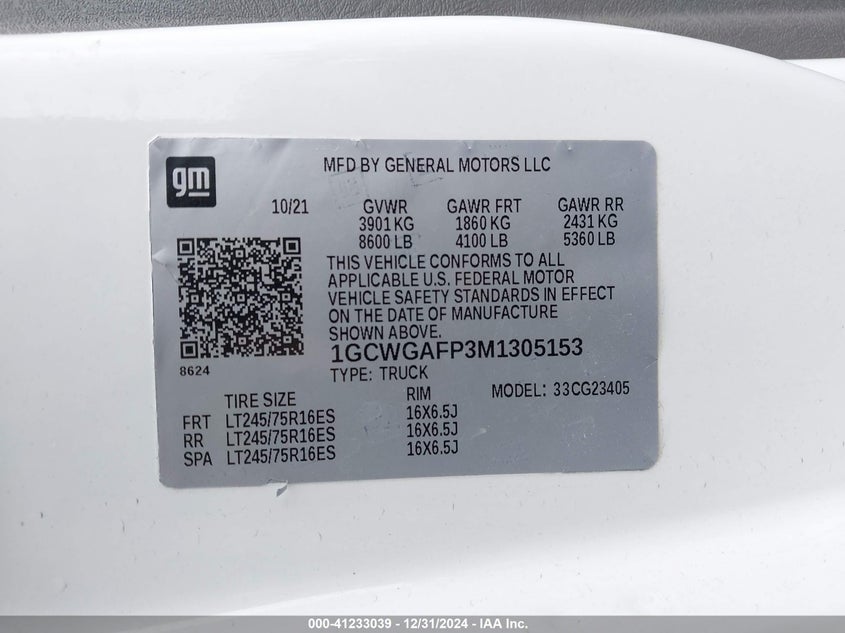 gm
MFD BY GENERAL MOTORS LLC
10/21 GVWR GAWR FRT GAWR RR
3901 KG 1860 KG 2431 KG
8600 LB 4100 LB 5360 LB
THIS VEHICLE CONFORMS TO ALL
APPLICABLE U.S. FEDERAL MOTOR
VEHICLE SAFETY STANDARDS IN EFFECT
ON THE DATE OF MANUFACTURE
SHOWN ABOVE.
1GCWGAFP3M1305153
8624
TYPE: TRUCK
TIRE SIZE RIM MODEL: 33CG23405
FRT LT245/75R16ES 16X6.5J
RR LT245/75R16ES 16X6.5J
SPA LT245/75R16ES 16X6.5J
000-41233039 - 12/31/2024 - IAA Inc.